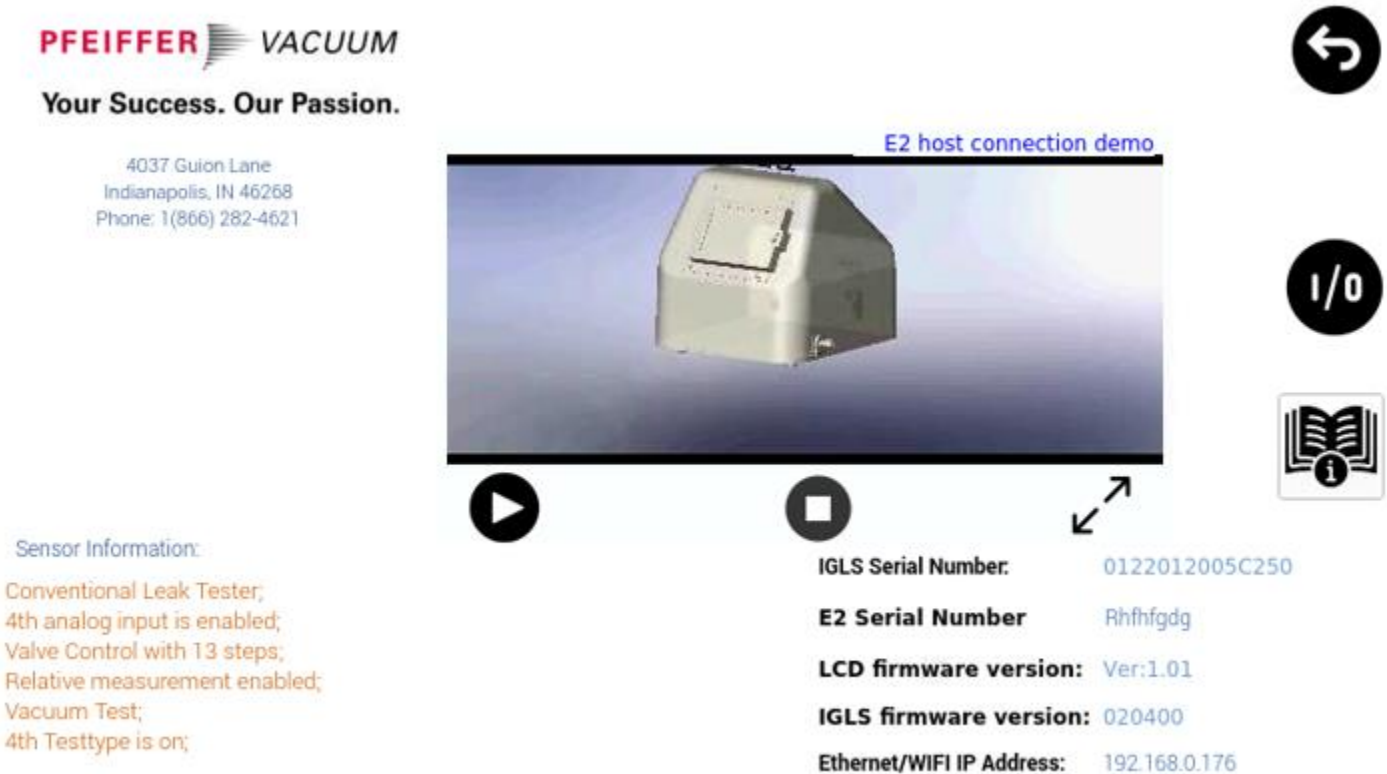 PFEIFFER VACUUM
Your Success. Our Passion.
4037 Guion Lane
Indianapolis, IN 46268
Phone: 1(866) 282-4621
E2 host connection demo
I/O
i
Sensor Information:
Conventional Leak Tester;
4th analog input is enabled;
Valve Control with 13 steps;
Relative measurement enabled;
Vacuum Test;
4th Testtype is on;
IGLS Serial Number: 0122012005C250
E2 Serial Number Rhfhfgdg
LCD firmware version: Ver:1.01
IGLS firmware version: 020400
Ethernet/WIFI IP Address: 192.168.0.176